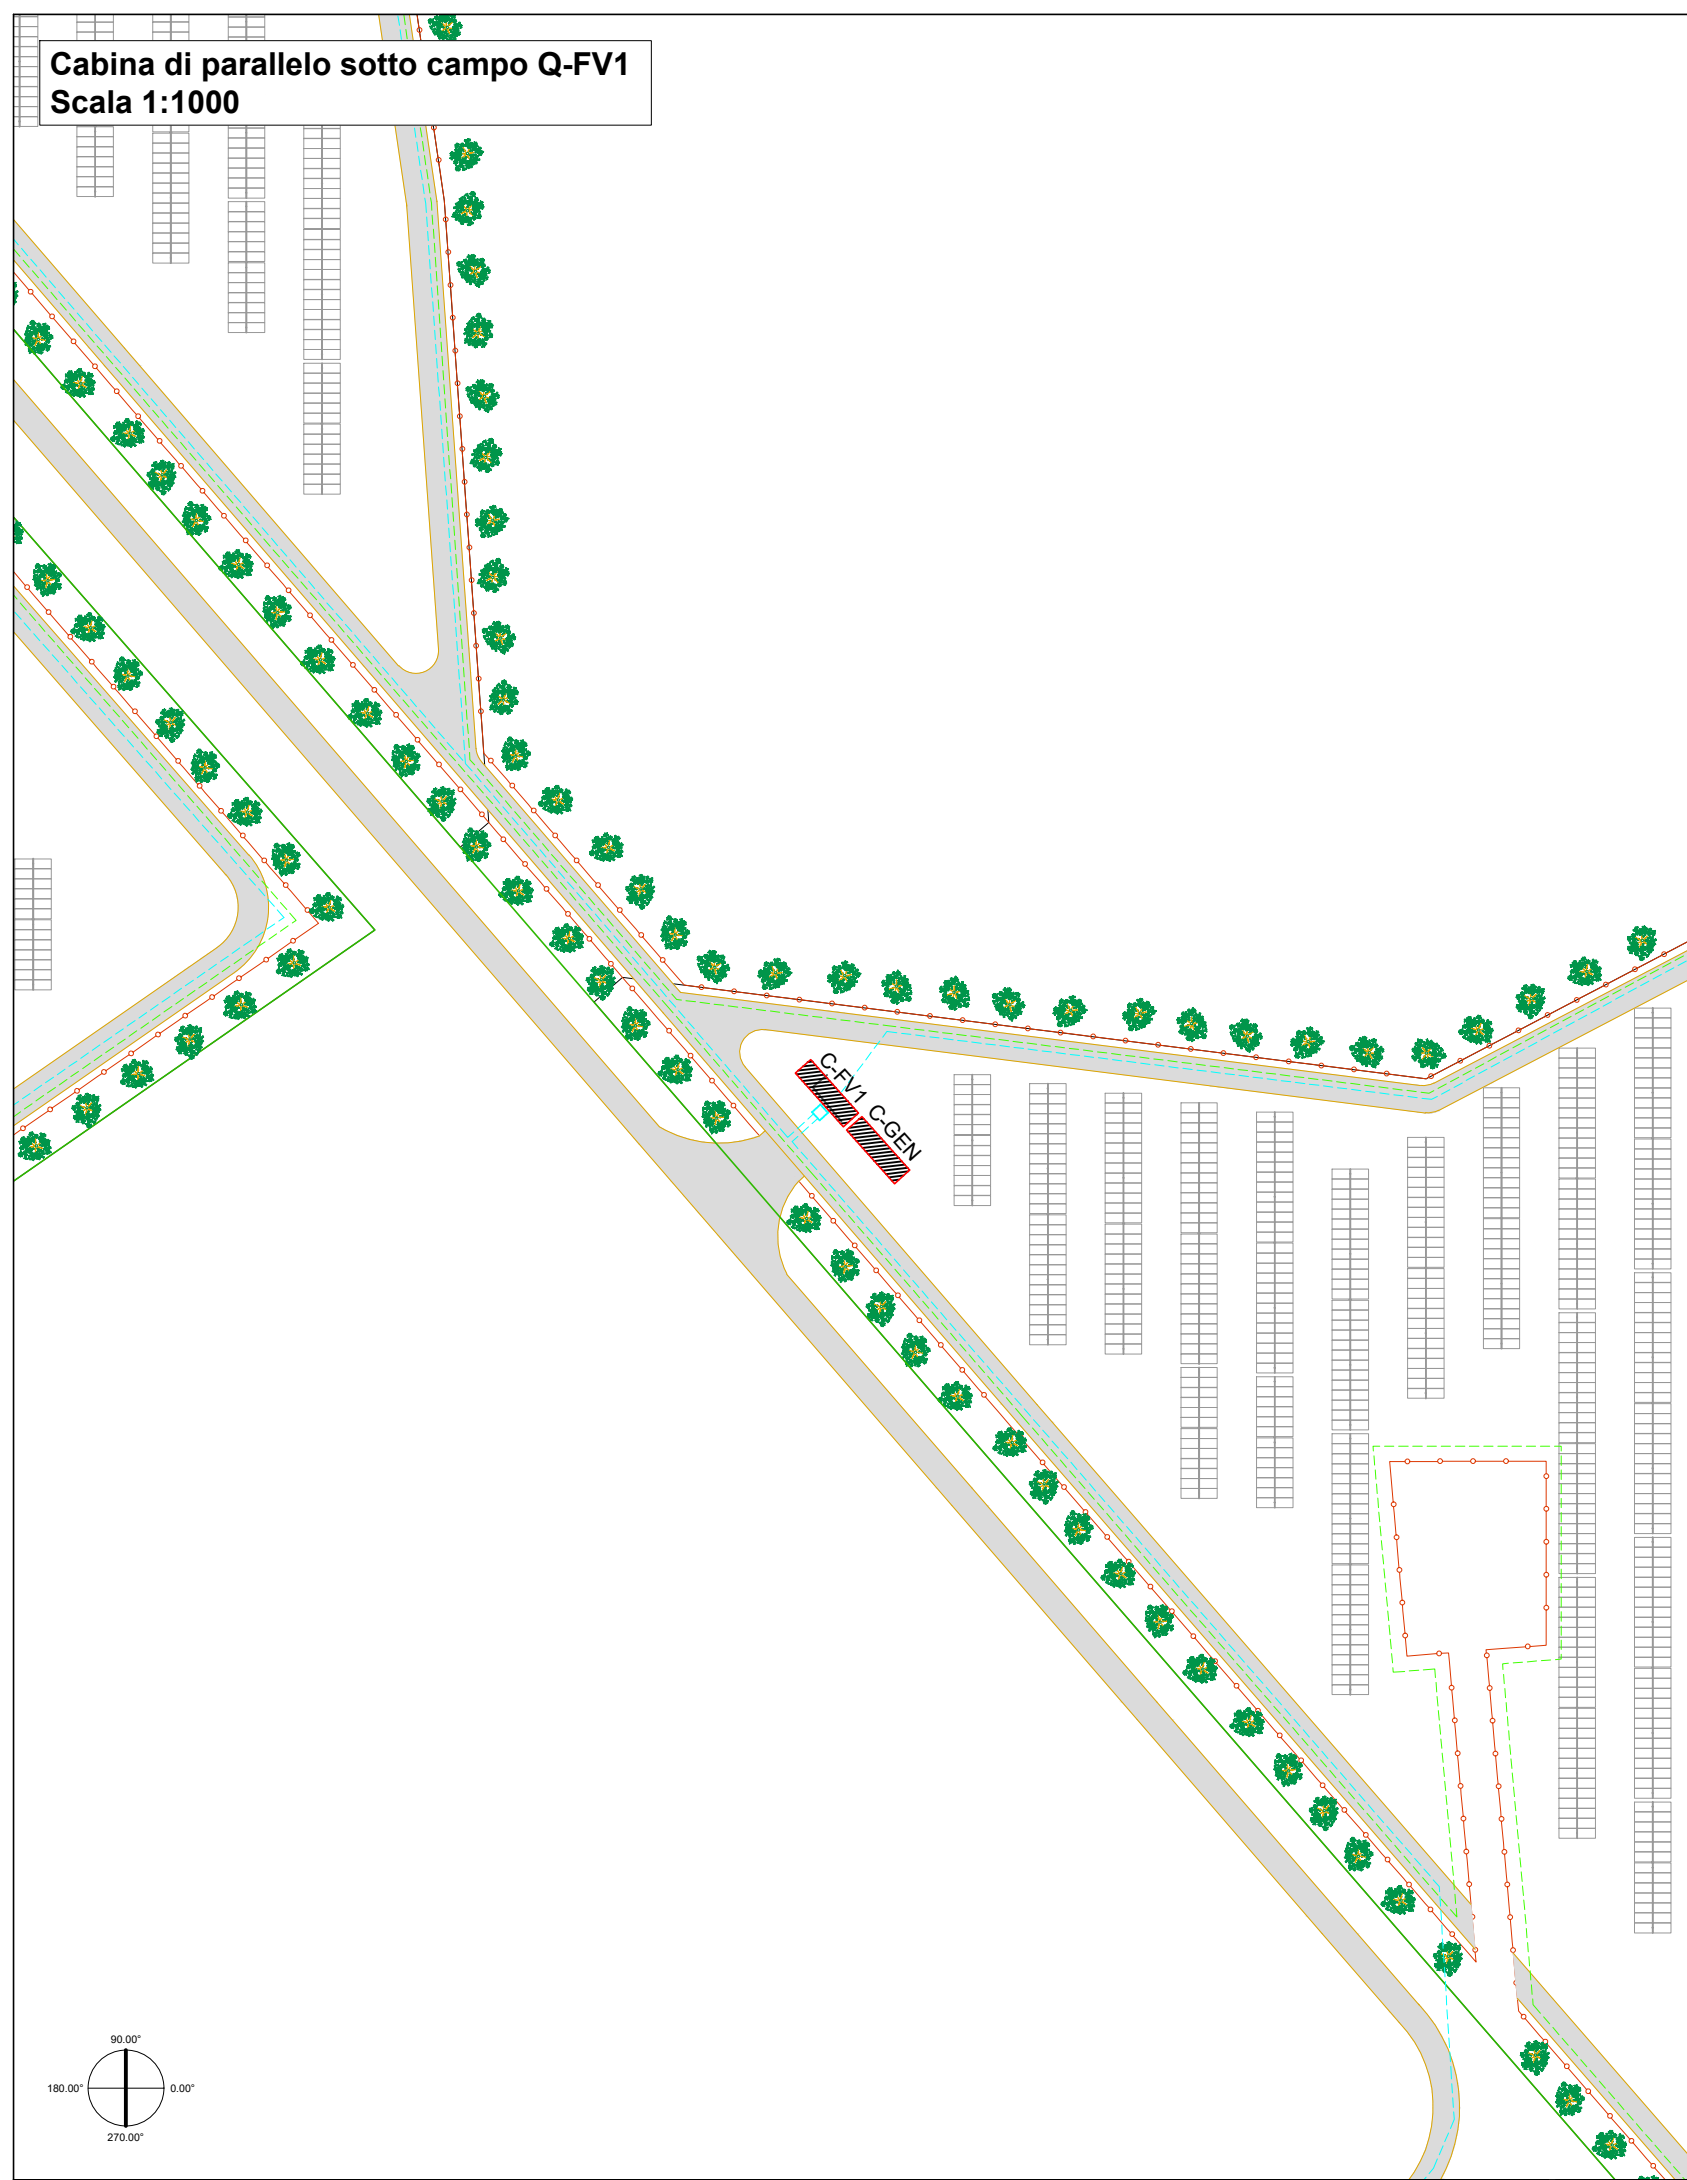 Cabina di parallelo sotto campo Q-FV1
Scala 1:1000
C-FV1
C-GEN
90.00°
180.00°
0.00°
270.00°